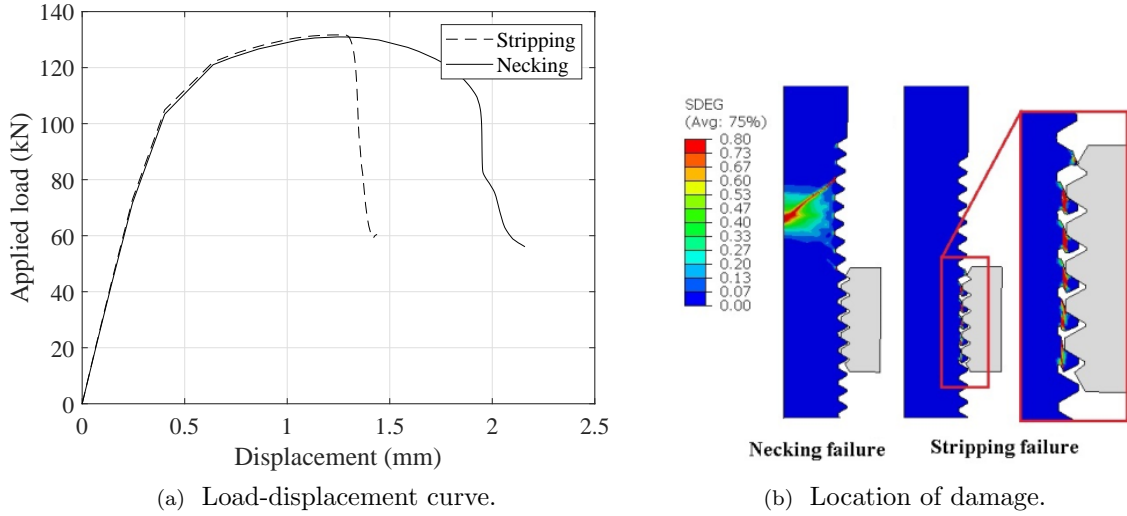 140
120
100
80
60
40
20
0
Applied load (kN)
0 0.5 1 1.5 2 2.5
Displacement (mm)
Stripping
Necking
(a) Load-displacement curve.
SDEG
(Avg: 75%)
0.80
0.73
0.67
0.60
0.53
0.47
0.40
0.33
0.27
0.20
0.13
0.07
0.00
Necking failure
Stripping failure
(b) Location of damage.